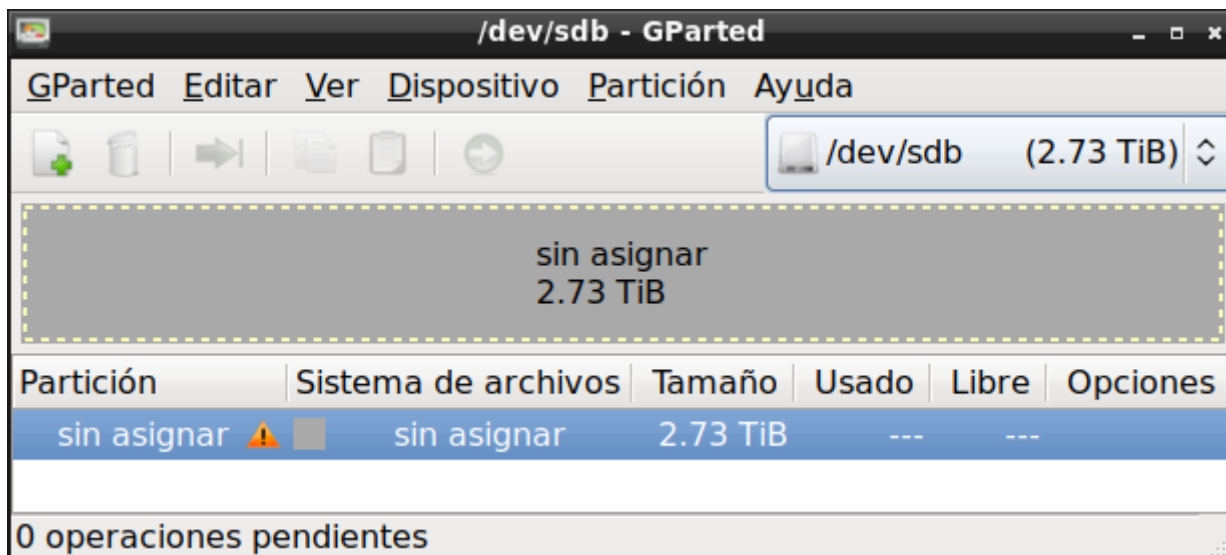 /dev/sdb - GParted
GParted Editar Ver Dispositivo Partición Ayuda
/dev/sdb (2.73 TiB)
sin asignar
2.73 TiB
Partición Sistema de archivos Tamaño Usado Libre Opciones
sin asignar sin asignar 2.73 TiB --- ---
0 operaciones pendientes